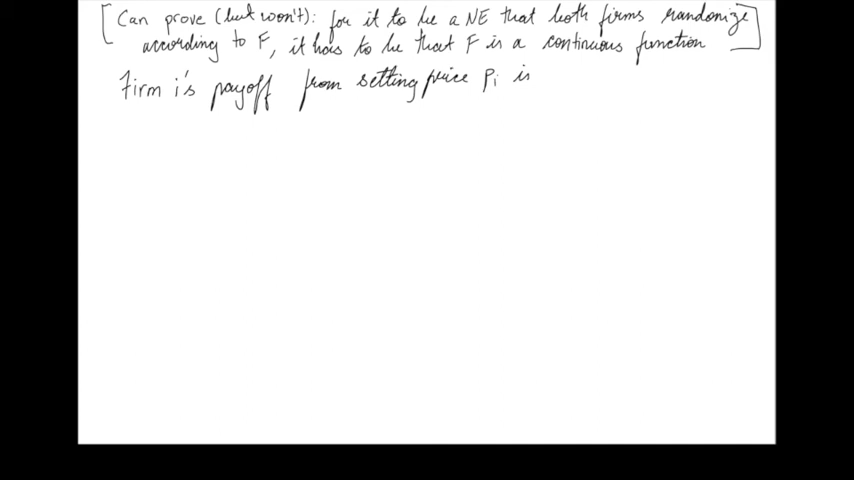 [Can prove (but won't): for it to be a NE that both firms randomize
according to F, it has to be that F is a continuous function]
Firm i's payoff from setting price pi is